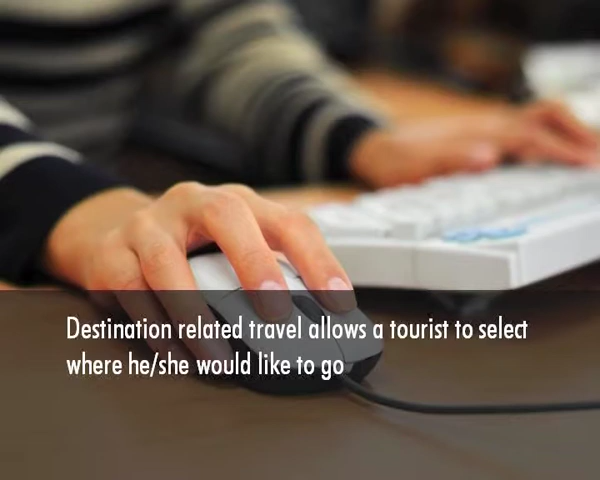 Destination related travel allows a tourist to select
where he/she would like to go